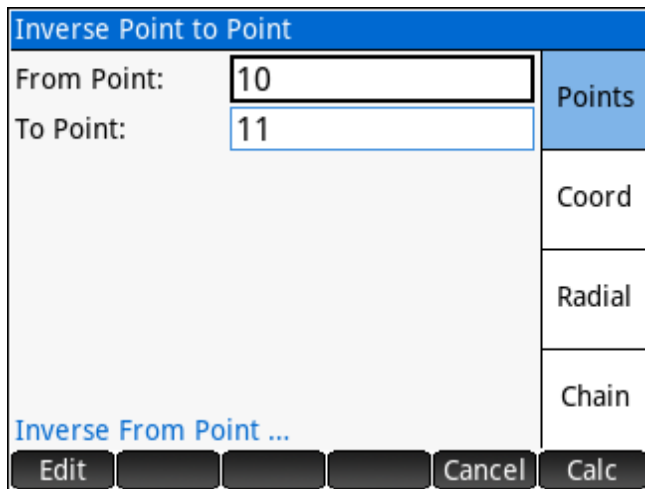 Inverse Point to Point
From Point: 10
Points
To Point: 11
Coord
Radial
Chain
Inverse From Point ...
Edit Cancel Calc